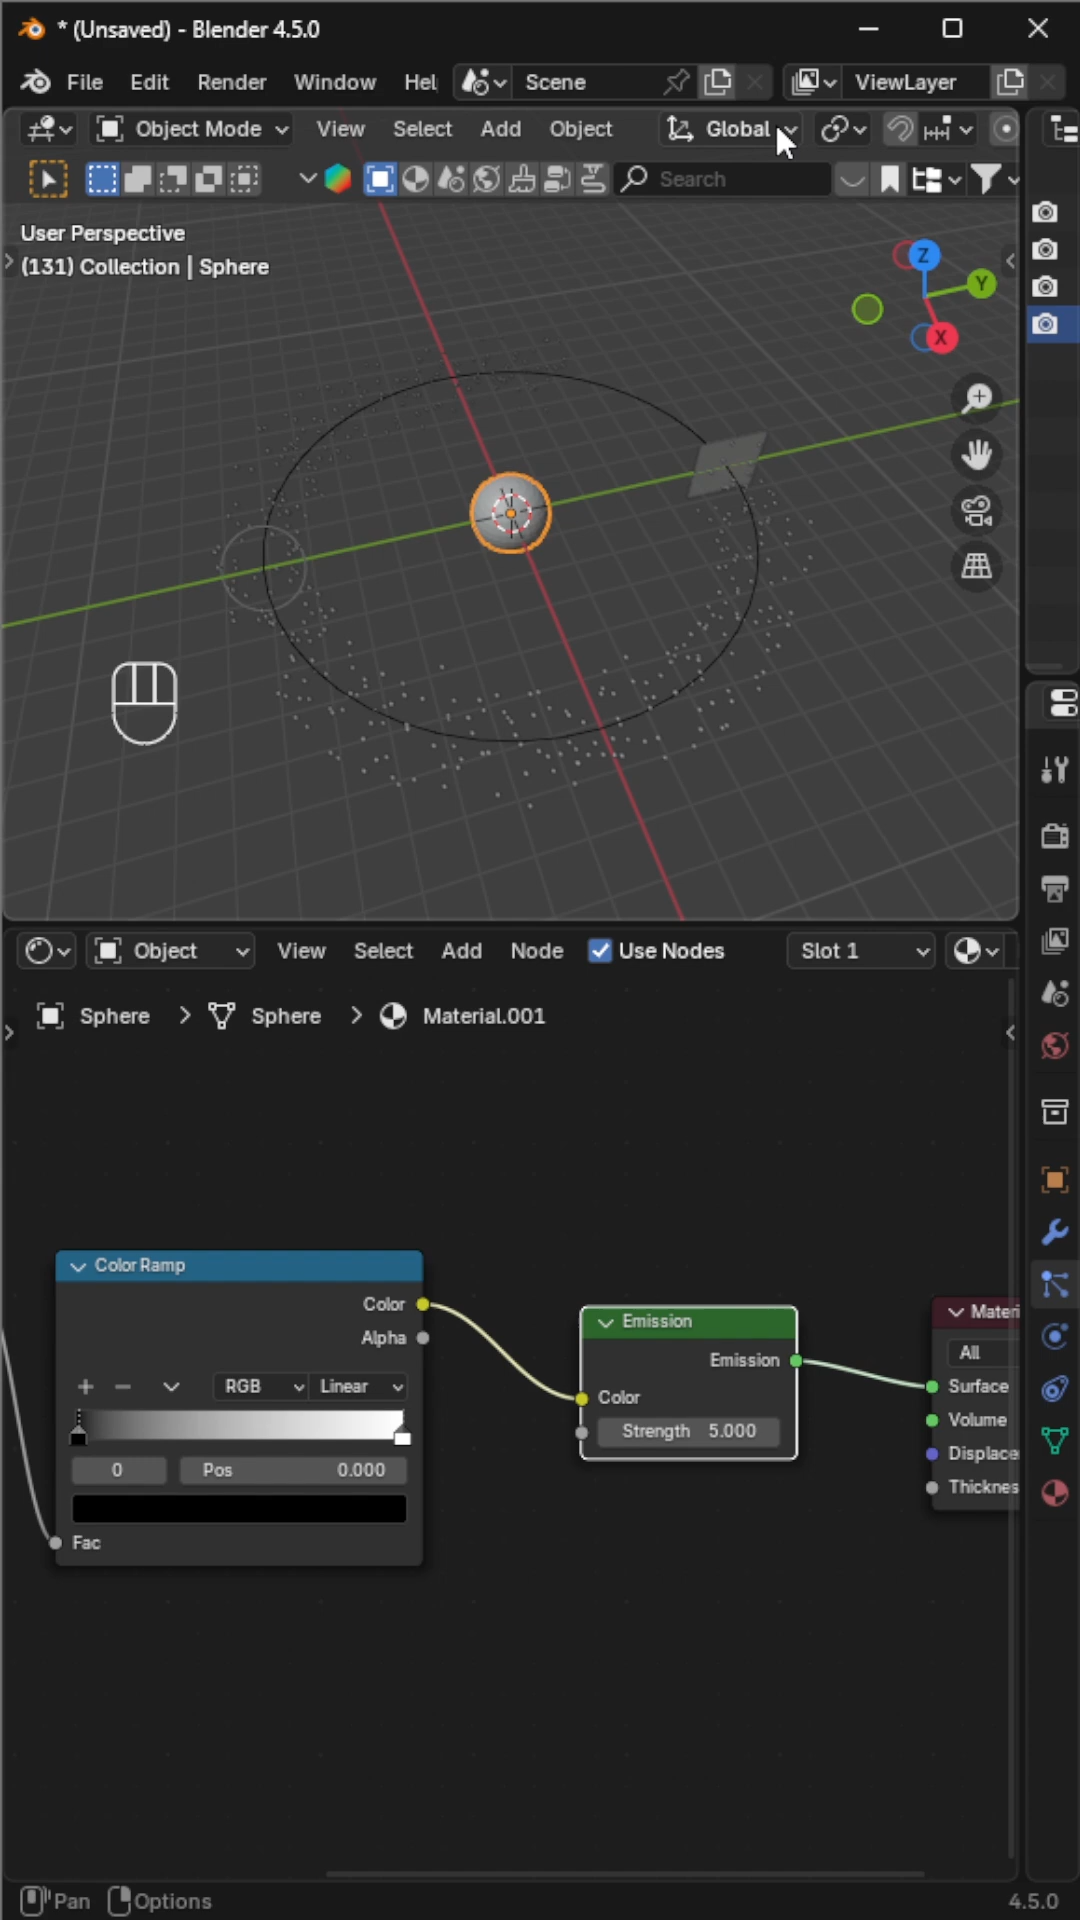 * (Unsaved) - Blender 4.5.0
File Edit Render Window Hel Scene ViewLayer
Object Mode View Select Add Object Global
Search
User Perspective
(131) Collection | Sphere
Z
Y
X
Object View Select Add Node Use Nodes Slot 1
Sphere > Sphere > Material.001
Color Ramp
Color
Alpha
RGB Linear
0 Pos 0.000
Fac
Emission
Emission
Color
Strength 5.000
Materi
All
Surface
Volume
Displace
Thicknes
Pan Options 4.5.0